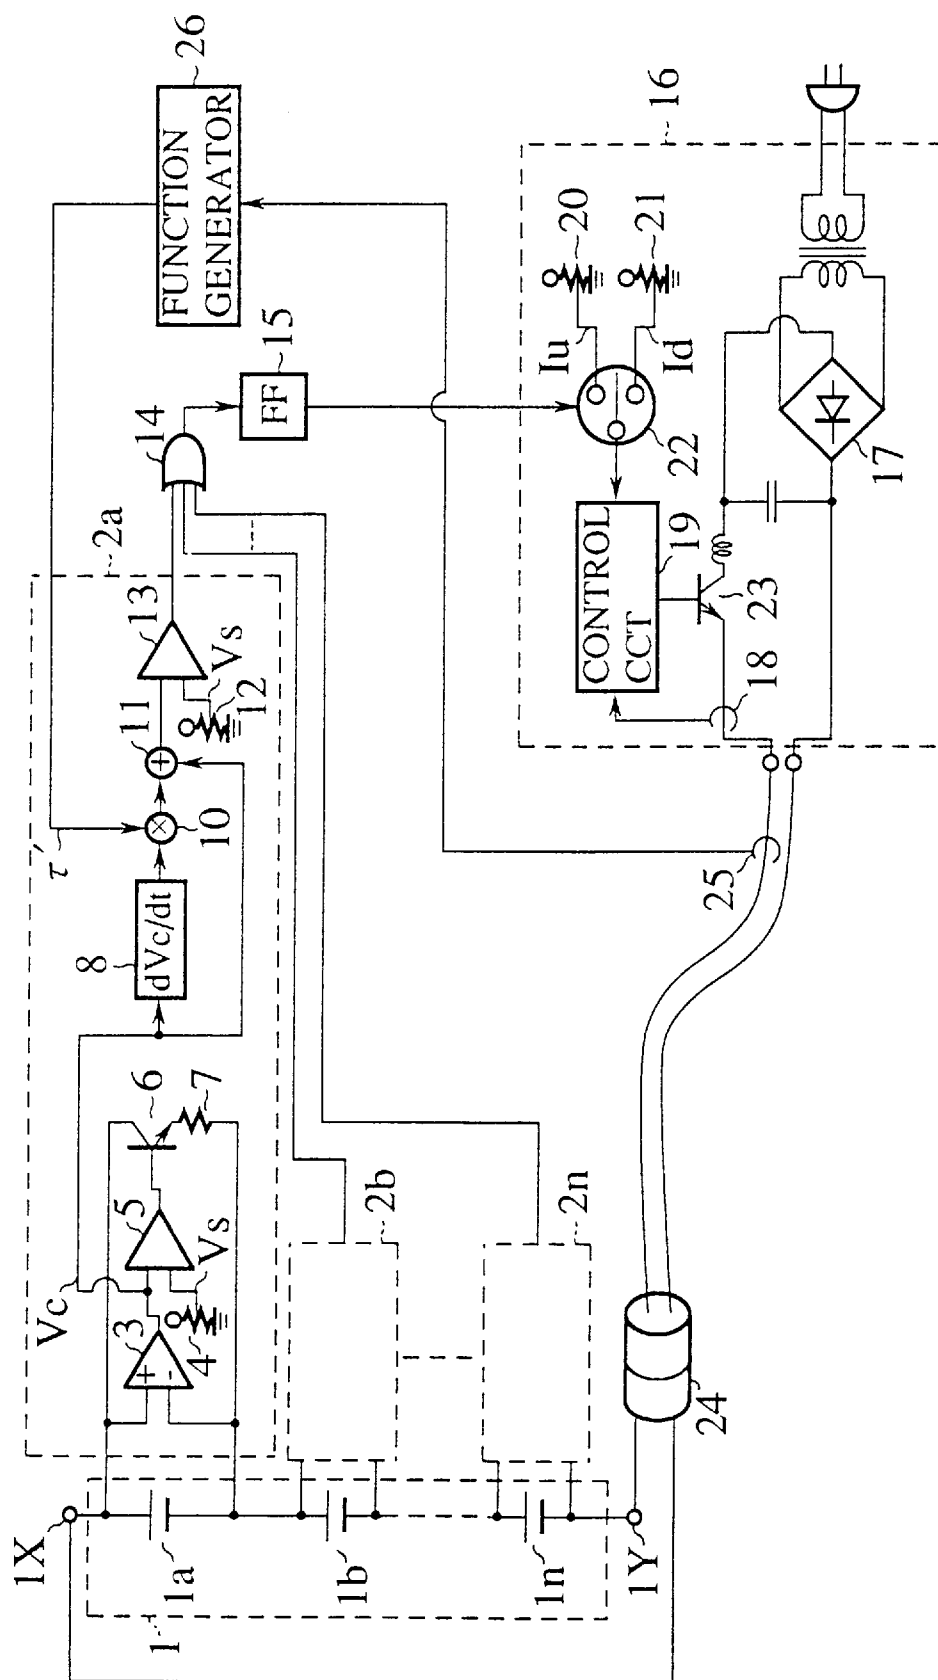 FUNCTION
GENERATOR
26
τ'
2a
13
Vs
12
11
10
8
dVc/dt
Vc
6
7
5
Vs
3
+
-
4
14
FF
15
16
20
21
Iu
Id
22
CONTROL
CCT
19
23
18
17
25
24
2b
2n
1X
1a
1b
1n
1Y
1